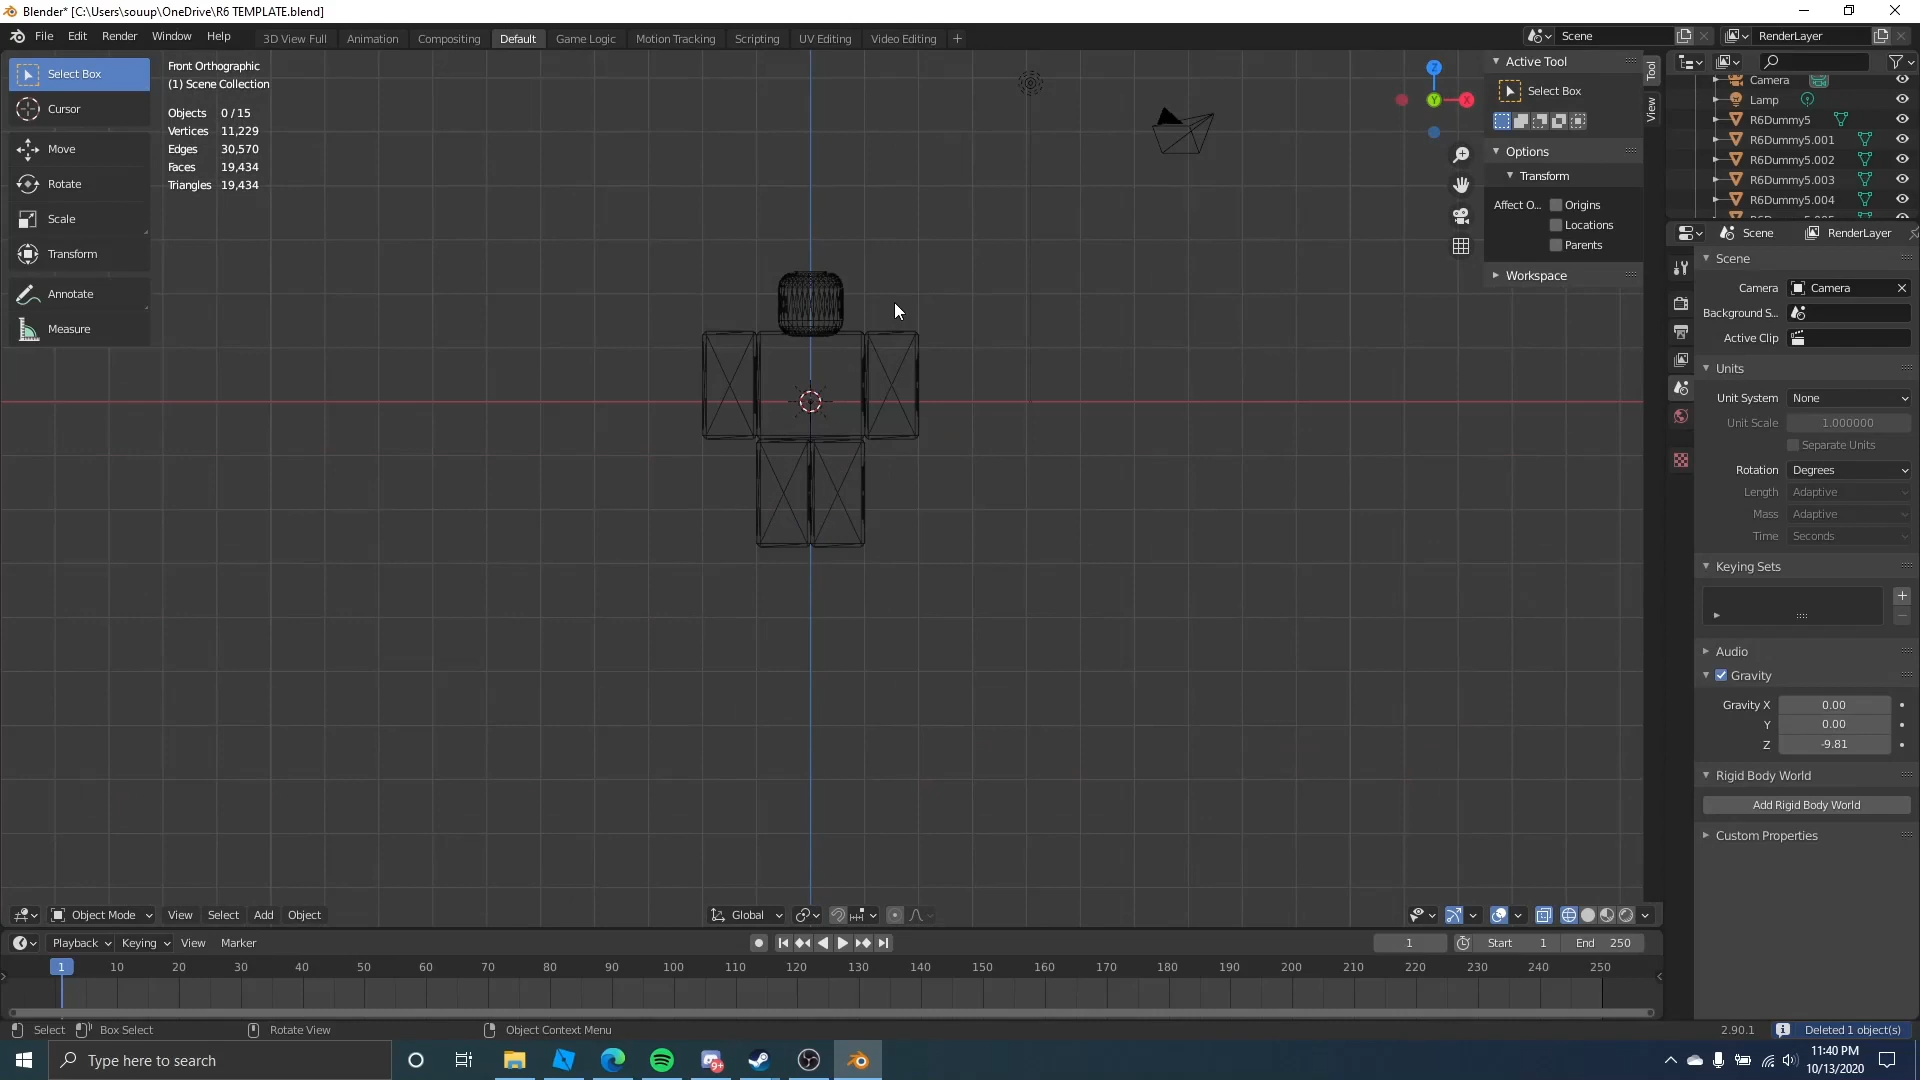 Blender* [C:\Users\souup\OneDrive\R6 TEMPLATE.blend]
File Edit Render Window Help
3D View Full Animation Compositing Default Game Logic Motion Tracking Scripting UV Editing Video Editing +
Scene
RenderLayer
Select Box
Cursor
Move
Rotate
Scale
Transform
Annotate
Measure
Front Orthographic
(1) Scene Collection
Objects 0 / 15
Vertices 11,229
Edges 30,570
Faces 19,434
Triangles 19,434
Z
Y
X
Active Tool
Select Box
Options
Transform
Affect O... Origins
Locations
Parents
Workspace
Tool
View
Camera
Lamp
R6Dummy5
R6Dummy5.001
R6Dummy5.002
R6Dummy5.003
R6Dummy5.004
Scene RenderLayer
Scene
Camera Camera
Background S...
Active Clip
Units
Unit System None
Unit Scale 1.000000
Separate Units
Rotation Degrees
Length Adaptive
Mass Adaptive
Time Seconds
Keying Sets
Audio
Gravity
Gravity X 0.00
Y 0.00
Z -9.81
Rigid Body World
Add Rigid Body World
Custom Properties
Object Mode View Select Add Object
Global
Playback Keying View Marker
1 Start 1 End 250
1 10 20 30 40 50 60 70 80 90 100 110 120 130 140 150 160 170 180 190 200 210 220 230 240 250
Select Box Select Rotate View Object Context Menu
2.90.1 Deleted 1 object(s)
Type here to search
9+
11:40 PM
10/13/2020